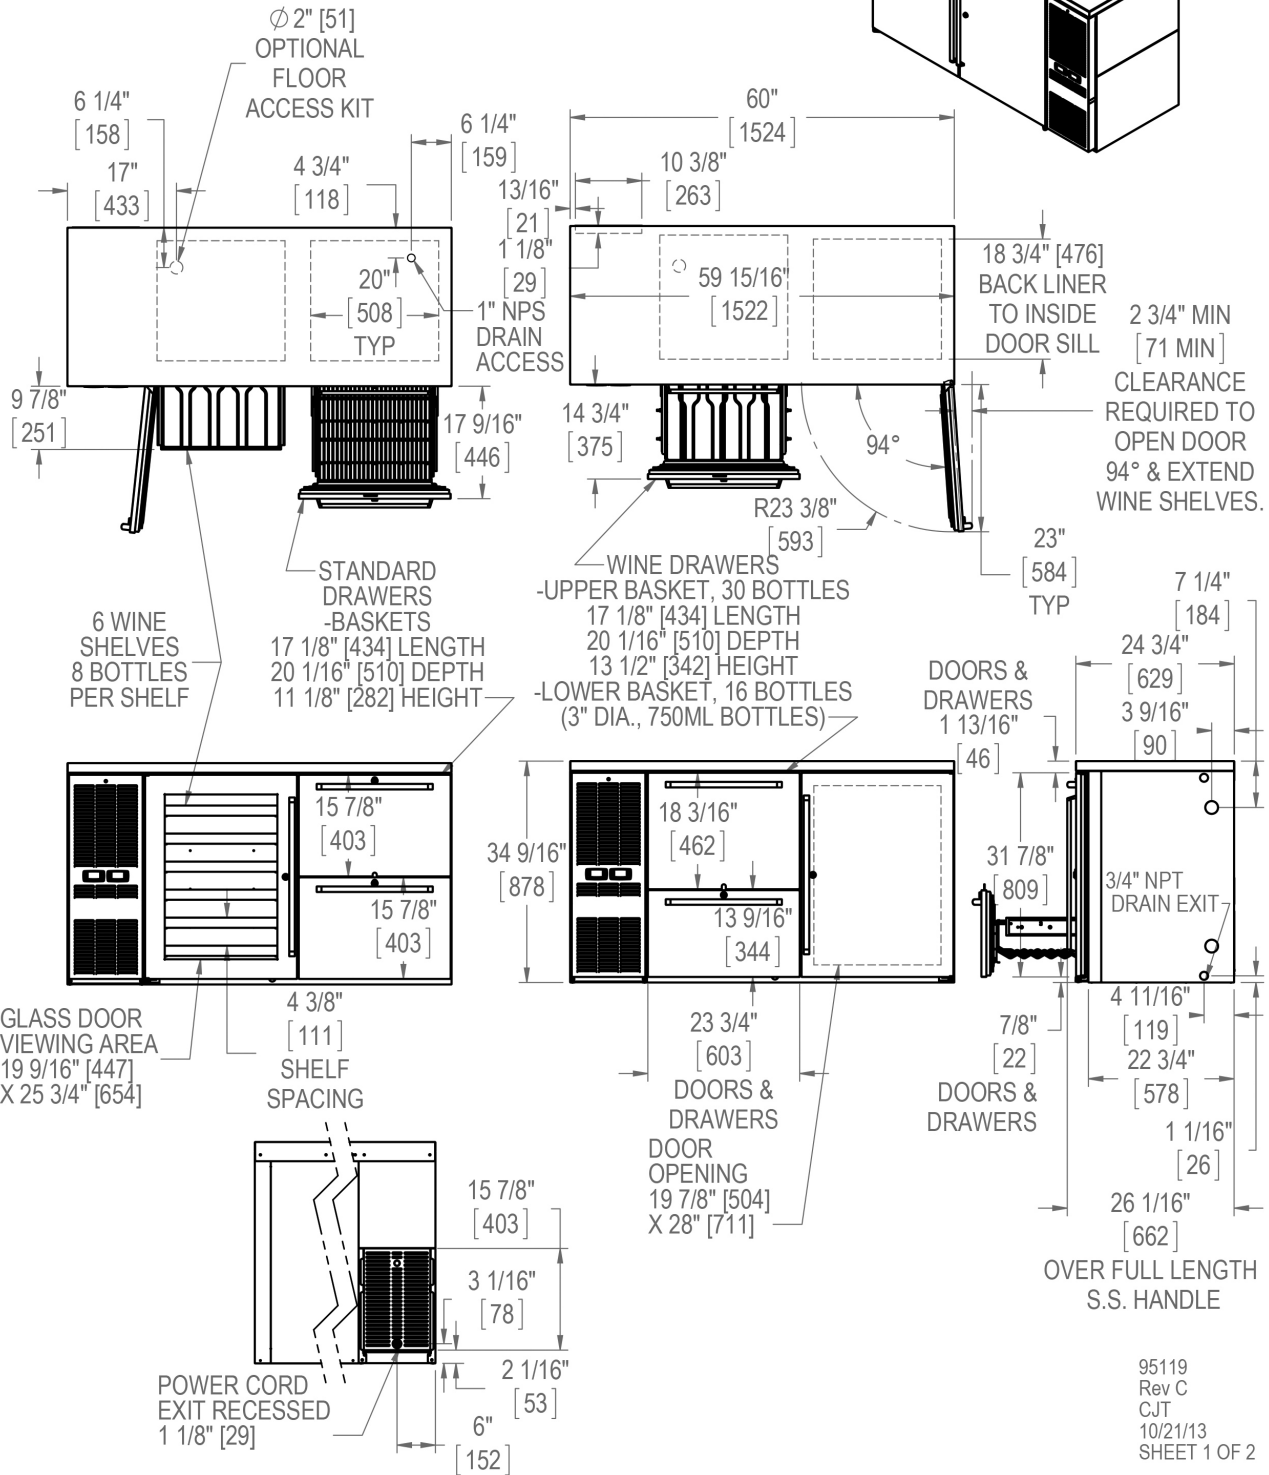 ∅ 2" [51]
OPTIONAL
FLOOR
ACCESS KIT
6 1/4"
[158]
17"
[433]
4 3/4"
[118]
6 1/4"
[159]
20"
[508]
TYP
1" NPS
DRAIN
ACCESS
9 7/8"
[251]
17 9/16"
[446]
60"
[1524]
10 3/8"
[263]
13/16"
[21]
1 1/8"
[29]
59 15/16"
[1522]
18 3/4" [476]
BACK LINER
TO INSIDE
DOOR SILL
2 3/4" MIN
[71 MIN]
CLEARANCE
REQUIRED TO
OPEN DOOR
94° & EXTEND
WINE SHELVES.
14 3/4"
[375]
94°
R23 3/8"
[593]
23"
[584]
TYP
6 WINE
SHELVES
8 BOTTLES
PER SHELF
STANDARD
DRAWERS
-BASKETS
17 1/8" [434] LENGTH
20 1/16" [510] DEPTH
11 1/8" [282] HEIGHT
WINE DRAWERS
-UPPER BASKET, 30 BOTTLES
17 1/8" [434] LENGTH
20 1/16" [510] DEPTH
13 1/2" [342] HEIGHT
-LOWER BASKET, 16 BOTTLES
(3" DIA., 750ML BOTTLES)
DOORS &
DRAWERS
1 13/16"
[46]
7 1/4"
[184]
24 3/4"
[629]
3 9/16"
[90]
15 7/8"
[403]
15 7/8"
[403]
34 9/16"
[878]
18 3/16"
[462]
13 9/16"
[344]
31 7/8"
[809]
3/4" NPT
DRAIN EXIT
GLASS DOOR
VIEWING AREA
19 9/16" [447]
X 25 3/4" [654]
4 3/8"
[111]
SHELF
SPACING
23 3/4"
[603]
DOORS &
DRAWERS
DOOR
OPENING
19 7/8" [504]
X 28" [711]
7/8"
[22]
DOORS &
DRAWERS
4 11/16"
[119]
22 3/4"
[578]
1 1/16"
[26]
26 1/16"
[662]
OVER FULL LENGTH
S.S. HANDLE
15 7/8"
[403]
3 1/16"
[78]
2 1/16"
[53]
6"
[152]
POWER CORD
EXIT RECESSED
1 1/8" [29]
95119
Rev C
CJT
10/21/13
SHEET 1 OF 2